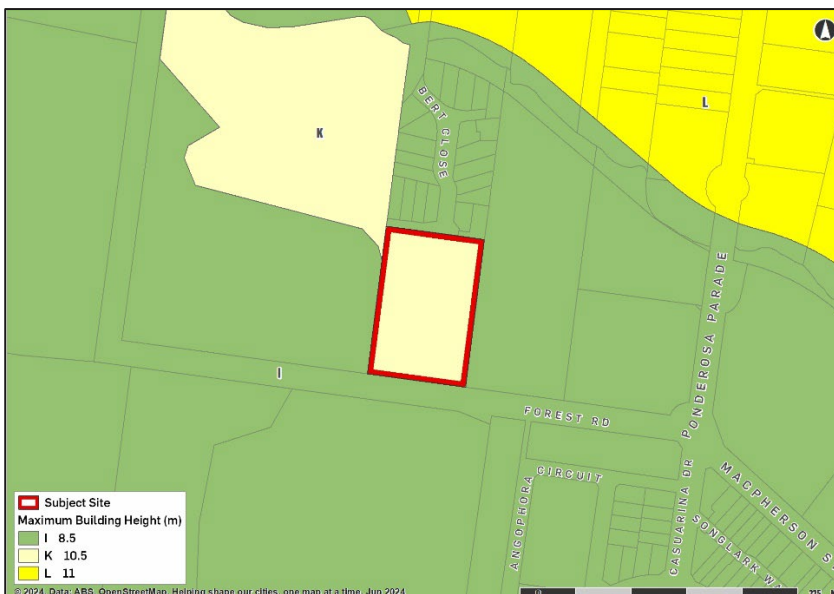 K
L
BERT CLOSE
I
PONDEROSA PARADE
FOREST RD
ANGOPHORA
CIRCUIT
CASUARINA DR
MACPHERSON S
SONGLARK WA
Subject Site
Maximum Building Height (m)
I 8.5
K 10.5
L 11
© 2024. Data: ABS, OpenStreetMap, Helping shape our cities, one map at a time. Jun 2024